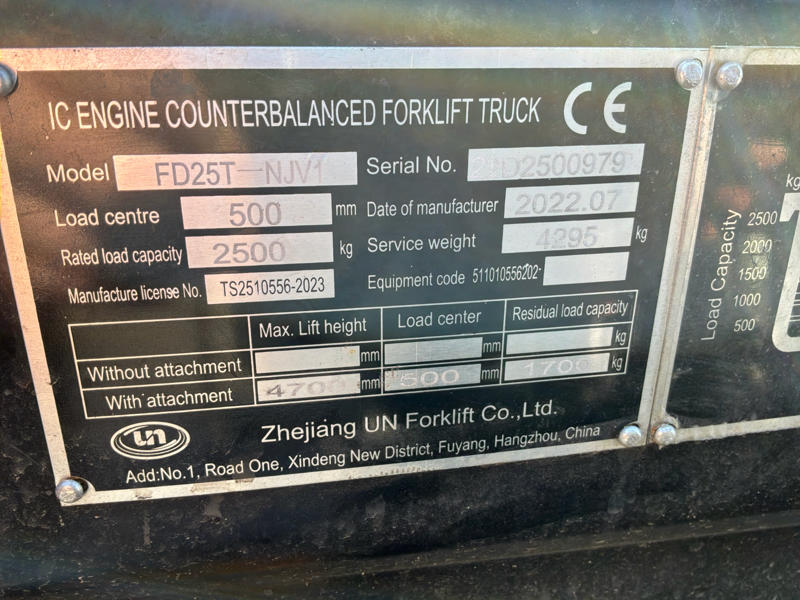 IC ENGINE COUNTERBALANCED FORKLIFT TRUCK CE
Model FD25T-NJV1 Serial No. D2500979
Load centre 500 mm Date of manufacturer 2022.07
Rated load capacity 2500 kg Service weight 4295 kg
Manufacture license No. TS2510556-2023 Equipment code 511010556202-
Max. Lift height Load center Residual load capacity
Without attachment mm mm kg
With attachment 4700 mm 500 mm 1700 kg
UN Zhejiang UN Forklift Co.,Ltd.
Add:No.1, Road One, Xindeng New District, Fuyang, Hangzhou, China
kg
Load Capacity
2500
2000
1500
1000
500